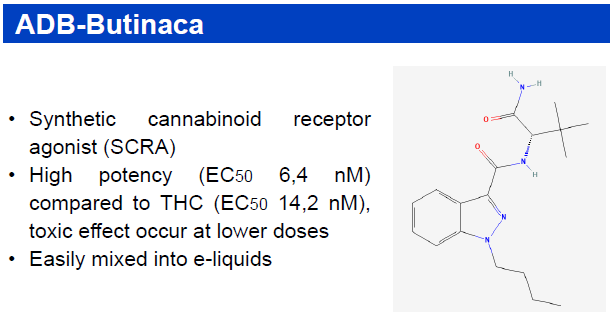 ADB-Butinaca
• Synthetic cannabinoid receptor
agonist (SCRA)
• High potency (EC50 6,4 nM)
compared to THC (EC50 14,2 nM),
toxic effect occur at lower doses
• Easily mixed into e-liquids
H
N H
O
O
N
H
N
N